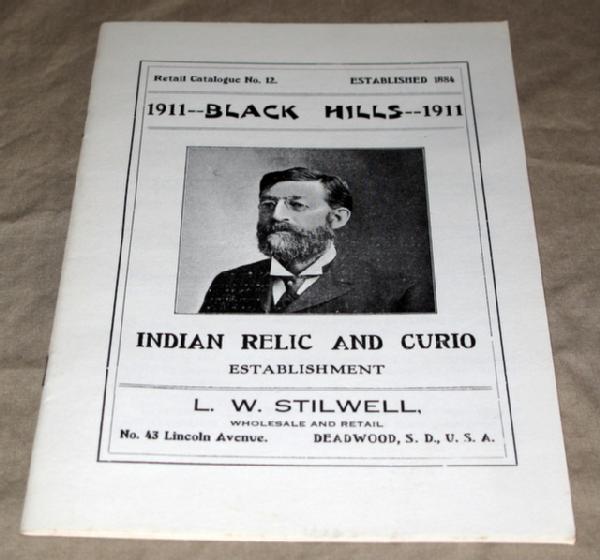 Retail Catalogue No. 12. ESTABLISHED 1884
1911--BLACK HILLS--1911
INDIAN RELIC AND CURIO
ESTABLISHMENT
L. W. STILWELL,
WHOLESALE AND RETAIL
No. 43 Lincoln Avenue. DEADWOOD, S. D., U. S. A.